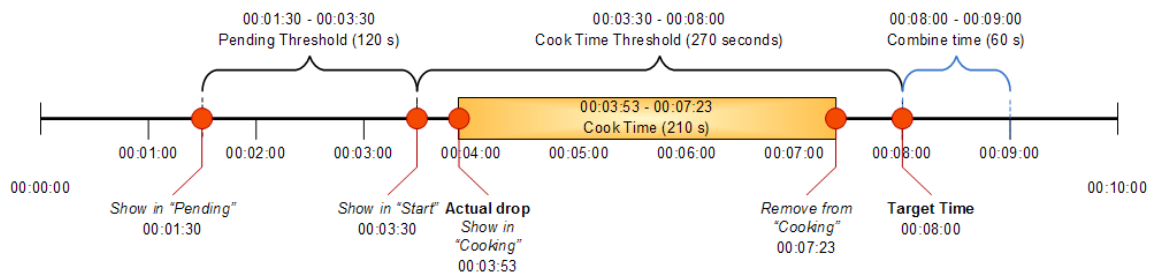 00:01:30 - 00:03:30
Pending Threshold (120 s)
00:03:30 - 00:08:00
Cook Time Threshold (270 seconds)
00:08:00 - 00:09:00
Combine time (60 s)
00:03:53 - 00:07:23
Cook Time (210 s)
00:01:00
00:02:00
00:03:00
00:04:00
00:05:00
00:06:00
00:07:00
00:08:00
00:09:00
00:00:00
00:10:00
Show in “Pending”
00:01:30
Show in “Start”
00:03:30
Actual drop
Show in
“Cooking”
00:03:53
Remove from
“Cooking”
00:07:23
Target Time
00:08:00